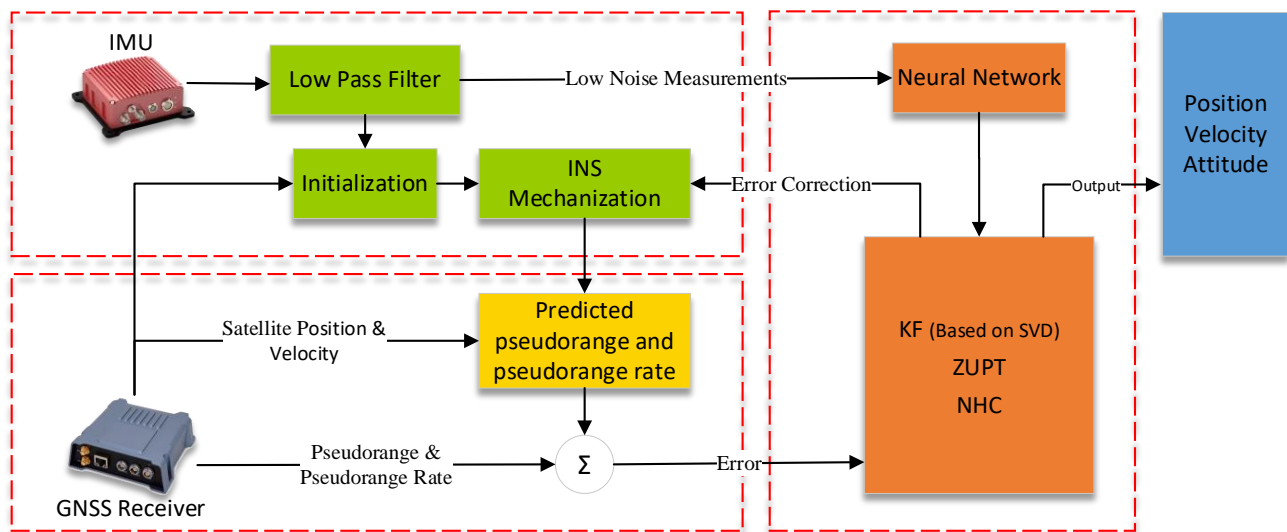 IMU
Low Pass Filter
Low Noise Measurements
Neural Network
Position
Velocity
Attitude
Initialization
INS
Mechanization
Error Correction
Output
Satellite Position &
Velocity
Predicted
pseudorange and
pseudorange rate
KF (Based on SVD)
ZUPT
NHC
Pseudorange &
Pseudorange Rate
Σ
Error
GNSS Receiver